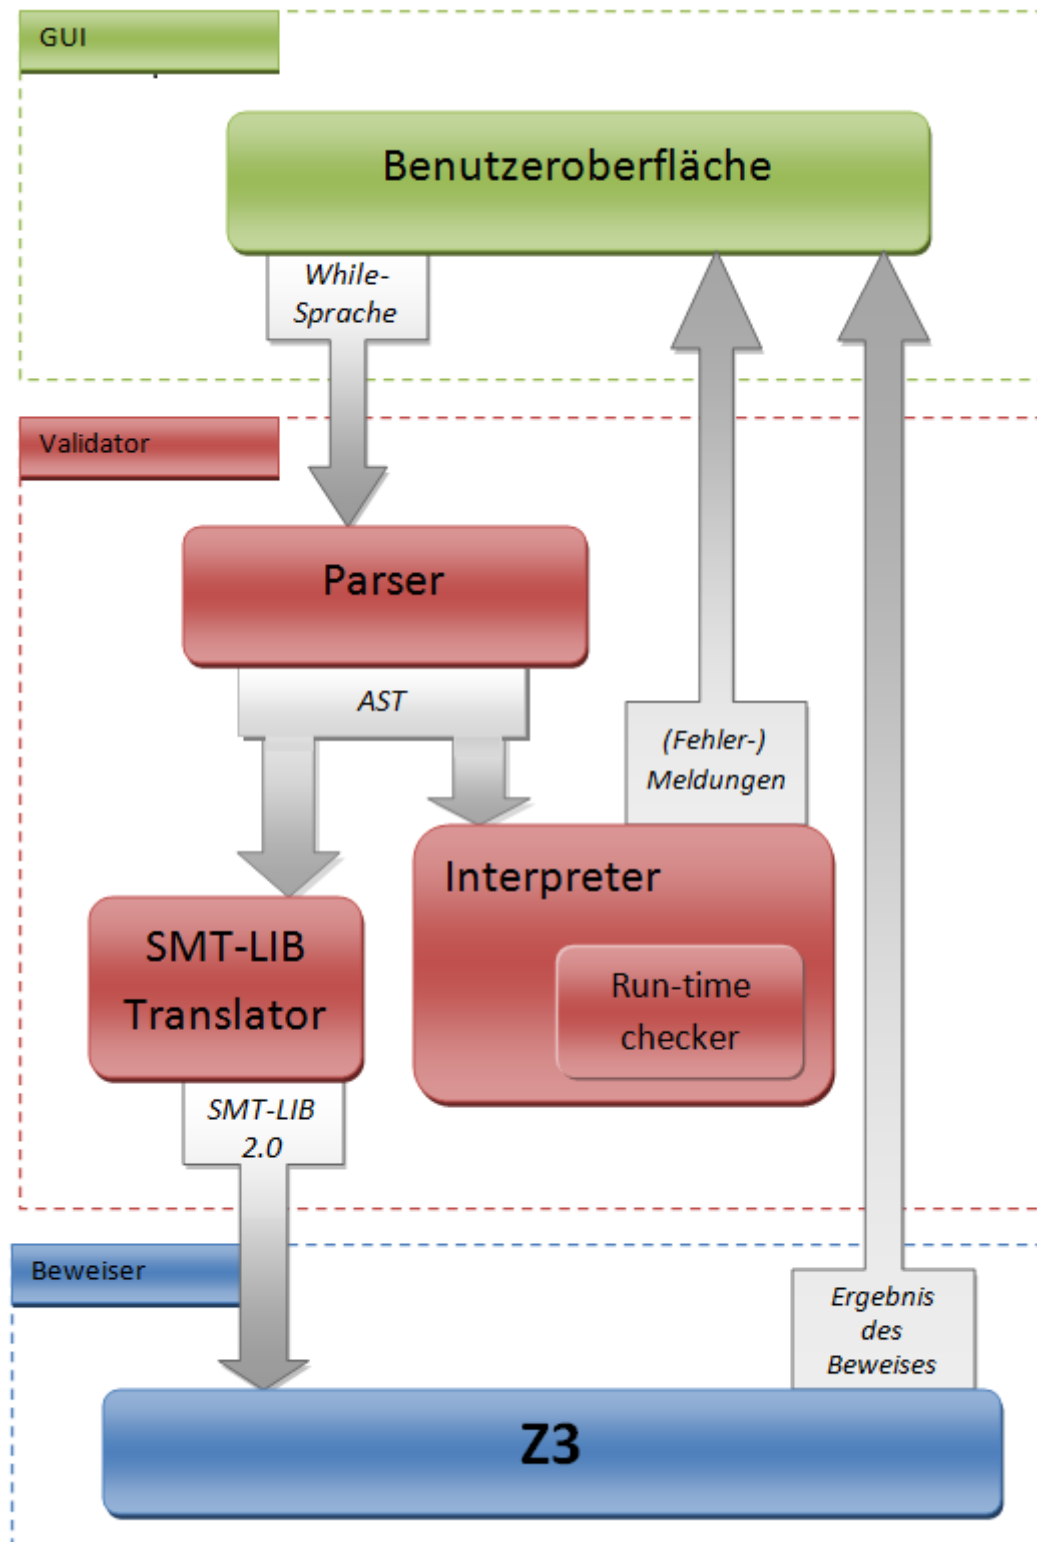 GUI
Benutzeroberfläche
While-
Sprache
Validator
Parser
AST
(Fehler-)
Meldungen
Interpreter
Run-time
checker
SMT-LIB
Translator
SMT-LIB
2.0
Beweiser
Ergebnis
des
Beweises
Z3